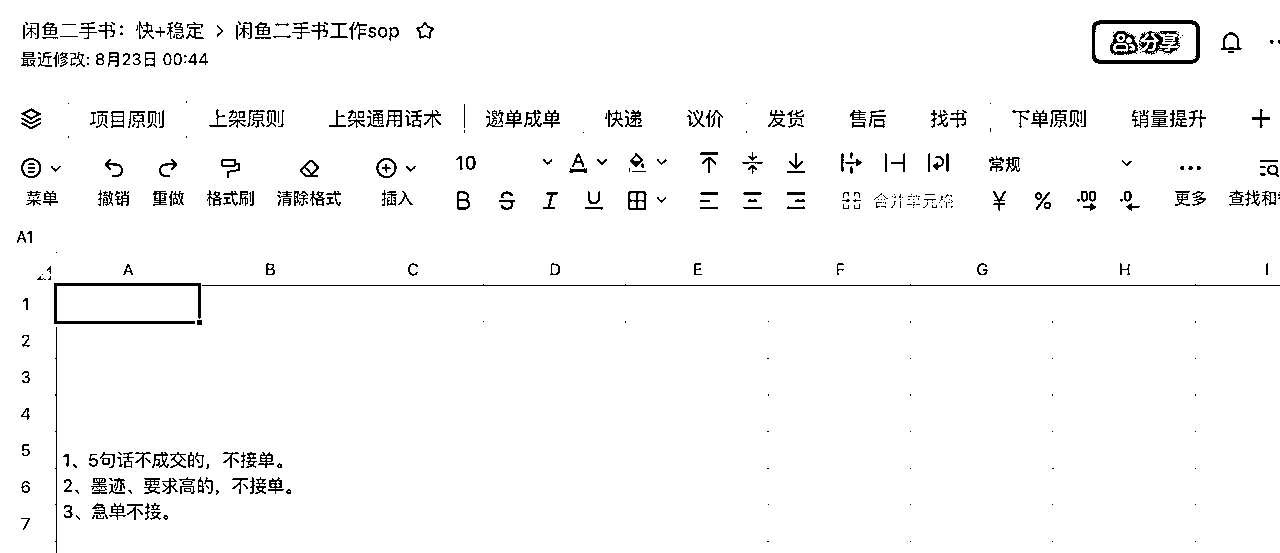 闲鱼二手书：快+稳定 > 闲鱼二手书工作sop
分享
最近修改: 8月23日 00:44
项目原则 上架原则 上架通用话术 邀单成单 快递 议价 发货 售后 找书 下单原则 销量提升
10 A 常规
菜单 撤销 重做 格式刷 清除格式 插入 B S I U 合并单元格 ¥ % .00 .0 更多 查找和
A1
A B C D E F G H I
1
2
3
4
5
1、5句话不成交的，不接单。
6
2、墨迹、要求高的，不接单。
3、急单不接。
7